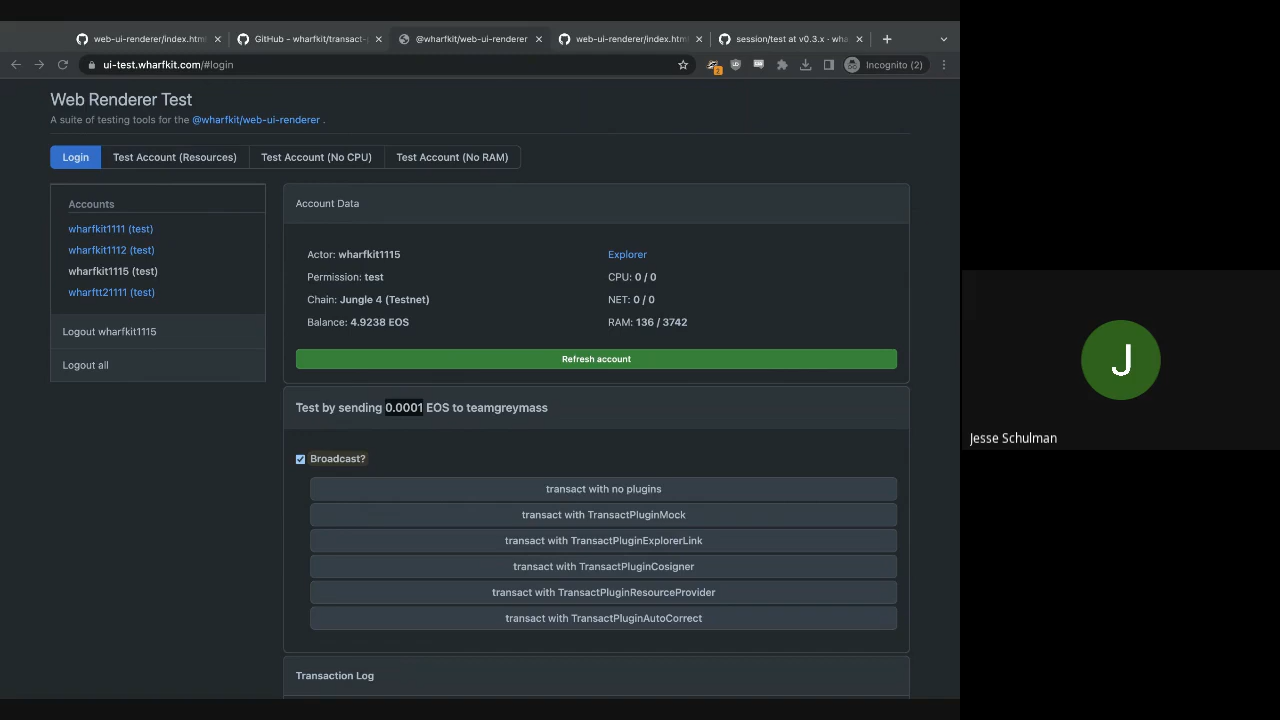 web-ui-renderer/index.htm
GitHub - wharfkit/transact-
@wharfkit/web-ui-renderer
web-ui-renderer/index.htm
session/test at v0.3.x · wha
ui-test.wharfkit.com/#login
2
Incognito (2)
Web Renderer Test
A suite of testing tools for the @wharfkit/web-ui-renderer .
Login
Test Account (Resources)
Test Account (No CPU)
Test Account (No RAM)
Accounts
wharfkit1111 (test)
wharfkit1112 (test)
wharfkit1115 (test)
wharftt21111 (test)
Logout wharfkit1115
Logout all
Account Data
Actor: wharfkit1115
Explorer
Permission: test
CPU: 0 / 0
Chain: Jungle 4 (Testnet)
NET: 0 / 0
Balance: 4.9238 EOS
RAM: 136 / 3742
Refresh account
Test by sending 0.0001 EOS to teamgreymass
Broadcast?
transact with no plugins
transact with TransactPluginMock
transact with TransactPluginExplorerLink
transact with TransactPluginCosigner
transact with TransactPluginResourceProvider
transact with TransactPluginAutoCorrect
Transaction Log
J
Jesse Schulman